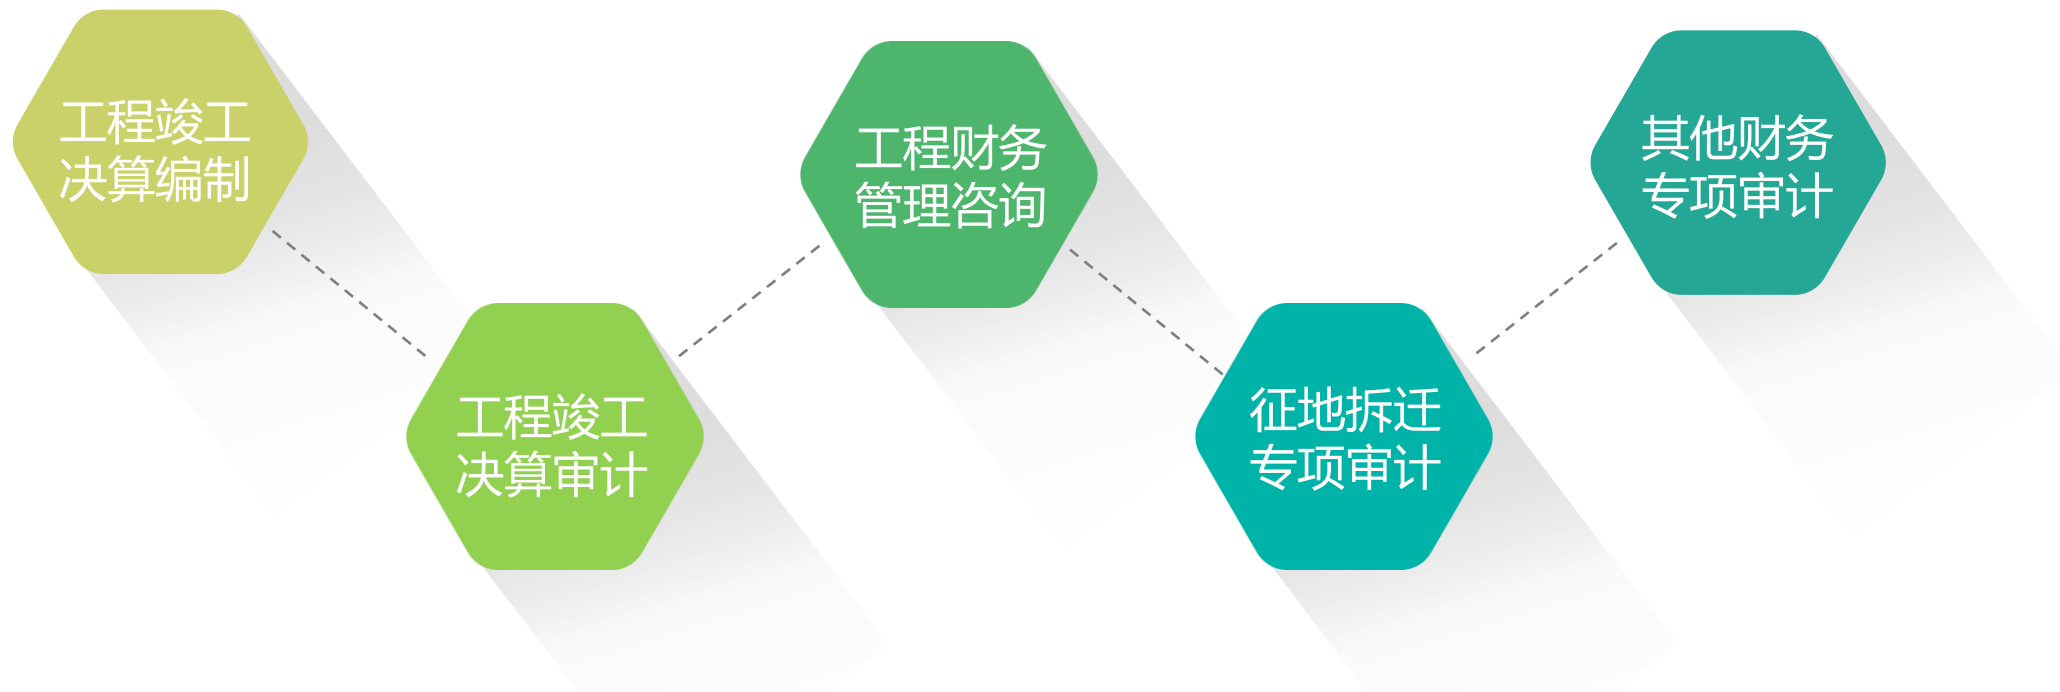 工程竣工
决算编制
工程竣工
决算审计
工程财务
管理咨询
征地拆迁
专项审计
其他财务
专项审计